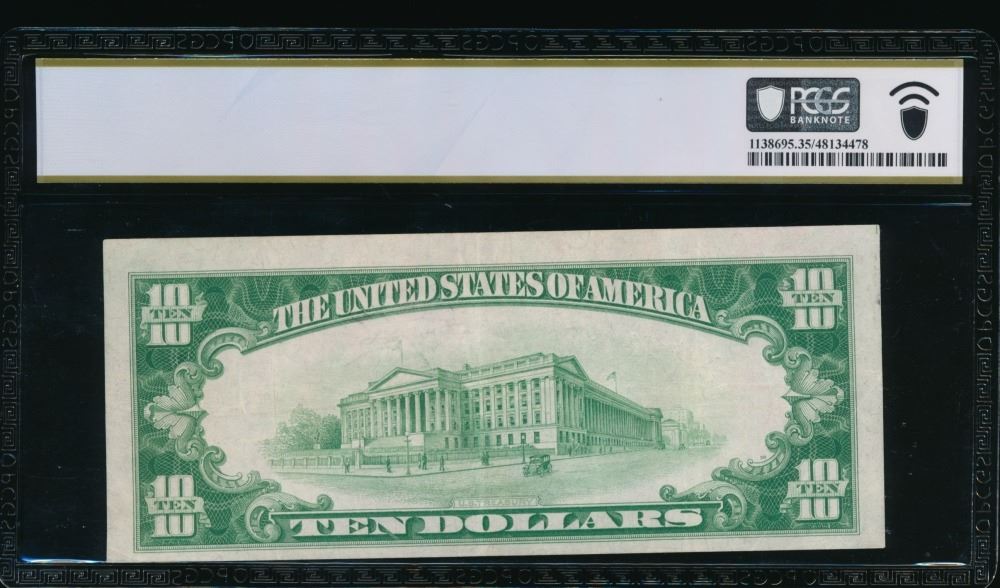 PCGS
BANKNOTE
1138695.35/48134478
THE UNITED STATES OF AMERICA
10
TEN
10
10
TEN
10
U.S. TREASURY
10
TEN
10
10
TEN
10
TEN DOLLARS